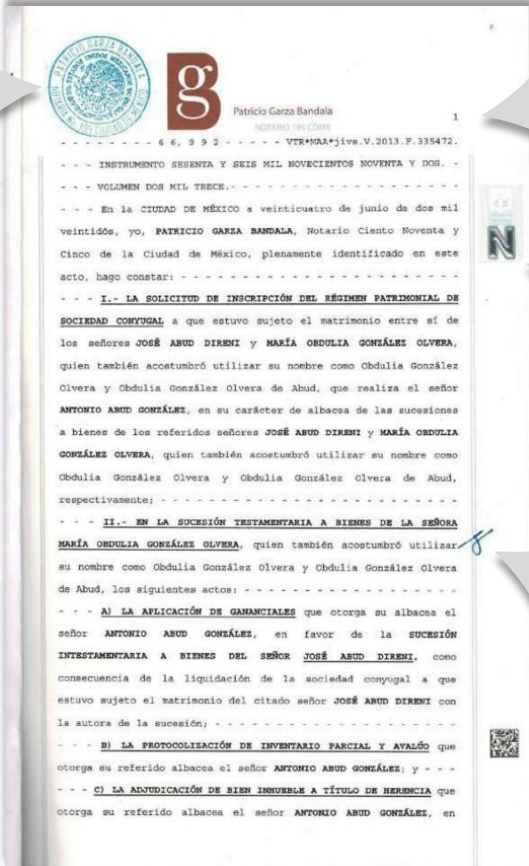 PATRICIO GARZA BANDALA
ESTADOS UNIDOS MEXICANOS
g
Patricio Garza Bandala
NOTARIO 195 CDMX
1
- - - - - - - - 6 6, 9 9 2 - - - - - VTR*MAA*jivs.V.2013.F.335472.
- - - INSTRUMENTO SESENTA Y SEIS MIL NOVECIENTOS NOVENTA Y DOS. -
- - - VOLUMEN DOS MIL TRECE.- - - - - - - - - - - - - - - - - - -
- - - En la CIUDAD DE MÉXICO a veinticuatro de junio de dos mil
veintidós, yo, PATRICIO GARZA BANDALA, Notario Ciento Noventa y
Cinco de la Ciudad de México, plenamente identificado en este
acto, hago constar: - - - - - - - - - - - - - - - - - - - - - - -
- - - I.- LA SOLICITUD DE INSCRIPCIÓN DEL RÉGIMEN PATRIMONIAL DE
SOCIEDAD CONYUGAL a que estuvo sujeto el matrimonio entre sí de
los señores JOSÉ ABUD DIRENI y MARÍA OBDULIA GONZÁLEZ OLVERA,
quien también acostumbró utilizar su nombre como Obdulia González
Olvera y Obdulia González Olvera de Abud, que realiza el señor
ANTONIO ABUD GONZÁLEZ, en su carácter de albacea de las sucesiones
a bienes de los referidos señores JOSÉ ABUD DIRENI y MARÍA OBDULIA
GONZÁLEZ OLVERA, quien también acostumbró utilizar su nombre como
Obdulia González Olvera y Obdulia González Olvera de Abud,
respectivamente; - - - - - - - - - - - - - - - - - - - - - - - -
- - - II.- EN LA SUCESIÓN TESTAMENTARIA A BIENES DE LA SEÑORA
MARÍA OBDULIA GONZÁLEZ OLVERA, quien también acostumbró utilizar
su nombre como Obdulia González Olvera y Obdulia González Olvera
de Abud, los siguientes actos: - - - - - - - - - - - - - - - - -
- - - A) LA APLICACIÓN DE GANANCIALES que otorga su albacea el
señor ANTONIO ABUD GONZÁLEZ, en favor de la SUCESIÓN
INTESTAMENTARIA A BIENES DEL SEÑOR JOSÉ ABUD DIRENI, como
consecuencia de la liquidación de la sociedad conyugal a que
estuvo sujeto el matrimonio del citado señor JOSÉ ABUD DIRENI con
la autora de la sucesión; - - - - - - - - - - - - - - - - - - - -
- - - B) LA PROTOCOLIZACIÓN DE INVENTARIO PARCIAL Y AVALÚO que
otorga su referido albacea el señor ANTONIO ABUD GONZÁLEZ; y - - -
- - - C) LA ADJUDICACIÓN DE BIEN INMUEBLE A TÍTULO DE HERENCIA que
otorga su referido albacea el señor ANTONIO ABUD GONZÁLEZ, en
N